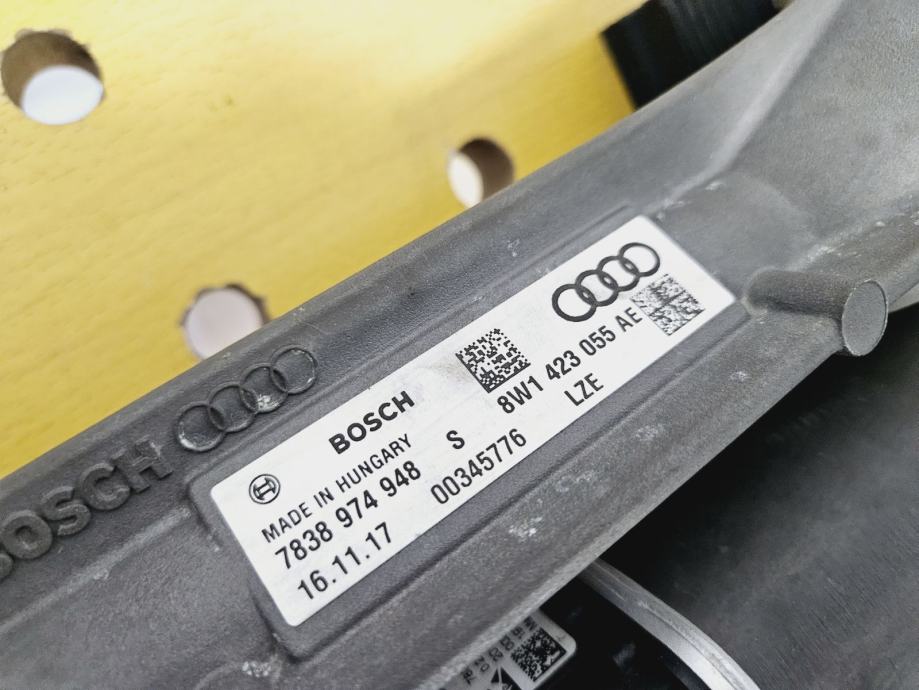 BOSCH
BOSCH
MADE IN HUNGARY
7838 974 948 S
16.11.17 00345776
8W1 423 055 AE
LZE